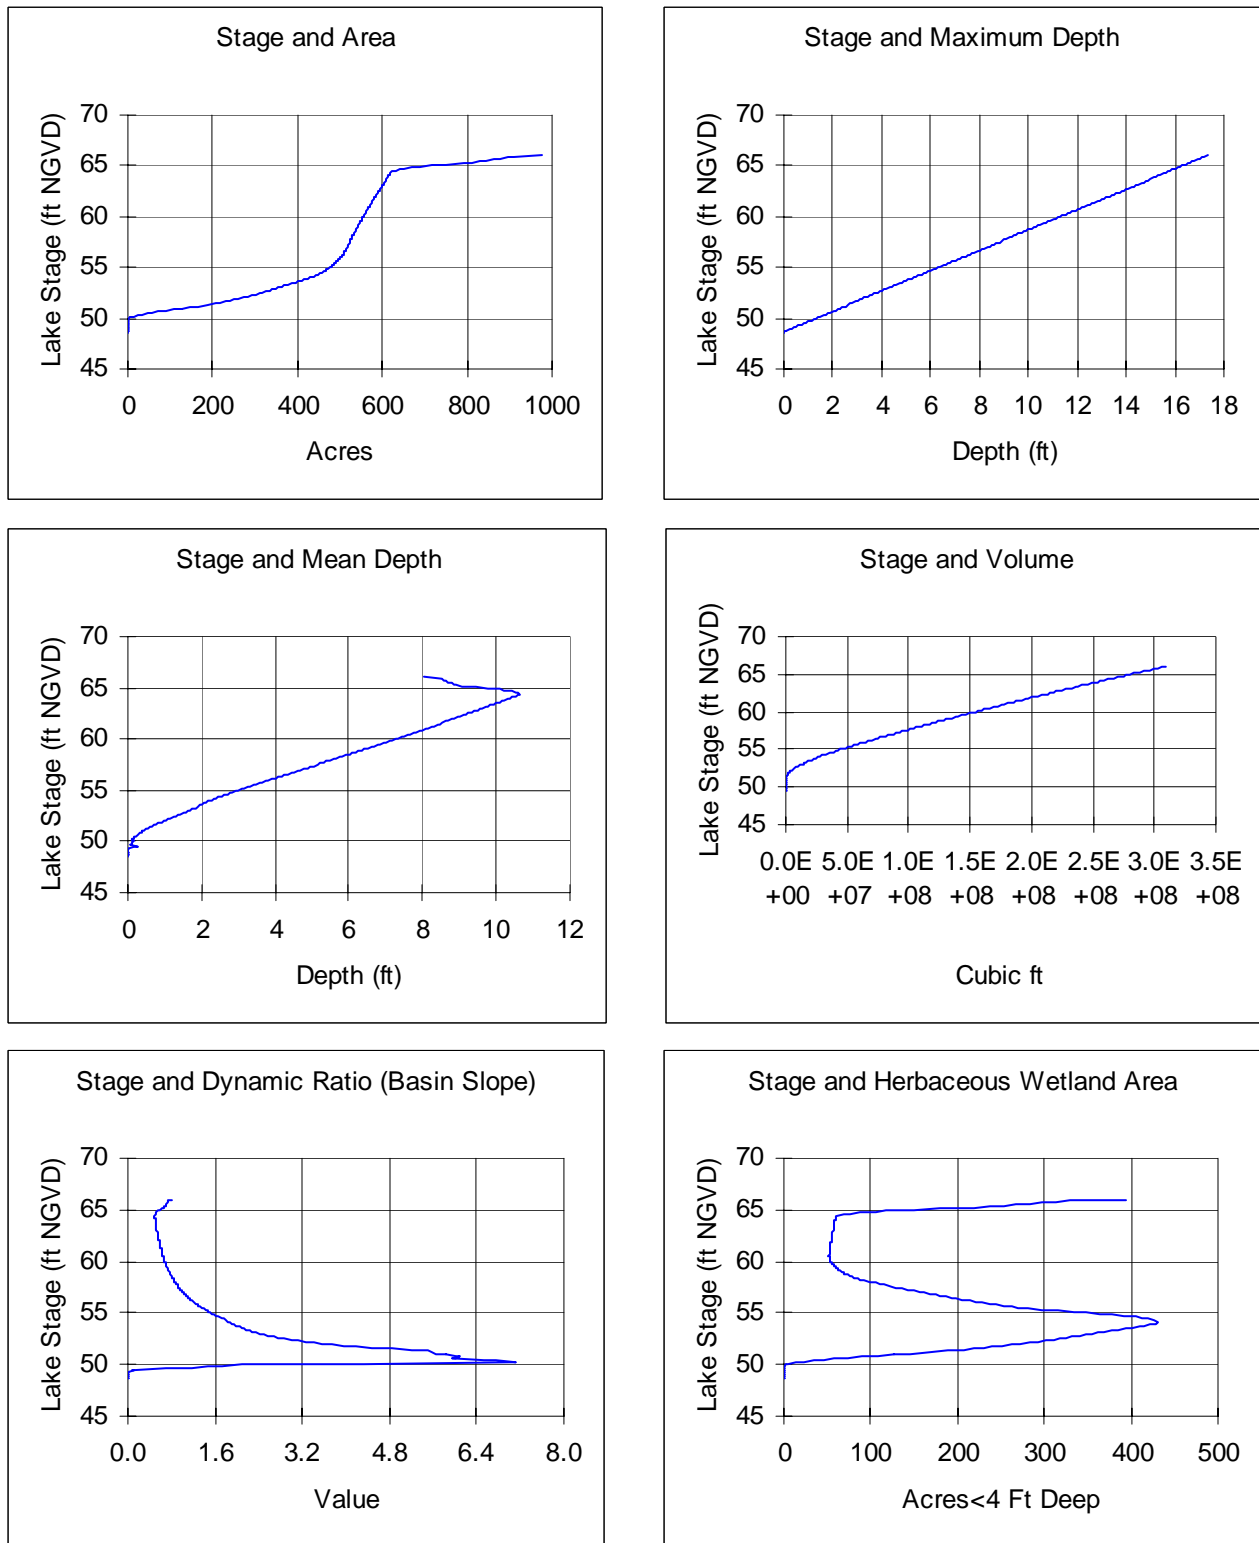 Stage and Area
Lake Stage (ft NGVD)
70
65
60
55
50
45
0 200 400 600 800 1000
Acres
Stage and Maximum Depth
Lake Stage (ft NGVD)
70
65
60
55
50
45
0 2 4 6 8 10 12 14 16 18
Depth (ft)
Stage and Mean Depth
Lake Stage (ft NGVD)
70
65
60
55
50
45
0 2 4 6 8 10 12
Depth (ft)
Stage and Volume
Lake Stage (ft NGVD)
70
65
60
55
50
45
0.0E 5.0E 1.0E 1.5E 2.0E 2.5E 3.0E 3.5E
+00 +07 +08 +08 +08 +08 +08 +08
Cubic ft
Stage and Dynamic Ratio (Basin Slope)
Lake Stage (ft NGVD)
70
65
60
55
50
45
0.0 1.6 3.2 4.8 6.4 8.0
Value
Stage and Herbaceous Wetland Area
Lake Stage (ft NGVD)
70
65
60
55
50
45
0 100 200 300 400 500
Acres<4 Ft Deep